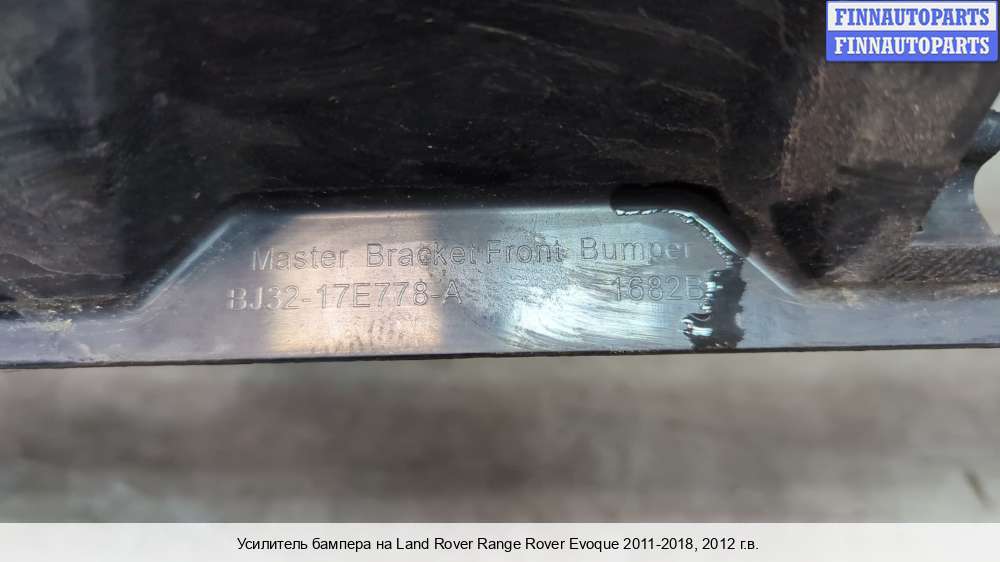 FINNAUTOPARTS
FINNAUTOPARTS
Master Bracket Front Bumper
BJ32-17E778-A 1682B
Усилитель бампера на Land Rover Range Rover Evoque 2011-2018, 2012 г.в.